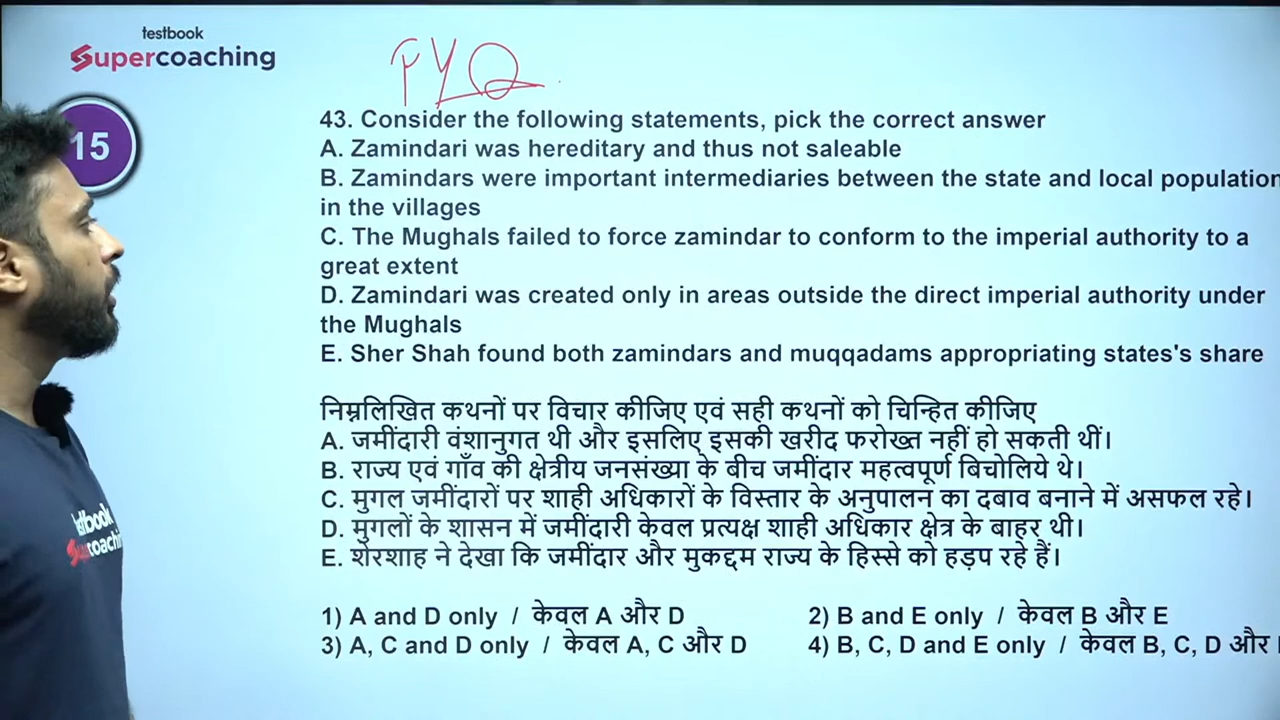 testbook
Supercoaching
PYQ
15
43. Consider the following statements, pick the correct answer
A. Zamindari was hereditary and thus not saleable
B. Zamindars were important intermediaries between the state and local population
in the villages
C. The Mughals failed to force zamindar to conform to the imperial authority to a
great extent
D. Zamindari was created only in areas outside the direct imperial authority under
the Mughals
E. Sher Shah found both zamindars and muqqadams appropriating states's share
निम्नलिखित कथनों पर विचार कीजिए एवं सही कथनों को चिन्हित कीजिए
A. जमींदारी वंशानुगत थी और इसलिए इसकी खरीद फरोख्त नहीं हो सकती थीं।
B. राज्य एवं गाँव की क्षेत्रीय जनसंख्या के बीच जमींदार महत्वपूर्ण बिचोलिये थे।
C. मुगल जमींदारों पर शाही अधिकारों के विस्तार के अनुपालन का दबाव बनाने में असफल रहे।
D. मुगलों के शासन में जमींदारी केवल प्रत्यक्ष शाही अधिकार क्षेत्र के बाहर थी।
E. शेरशाह ने देखा कि जमींदार और मुकद्दम राज्य के हिस्से को हड़प रहे हैं।
1) A and D only / केवल A और D
2) B and E only / केवल B और E
3) A, C and D only / केवल A, C और D
4) B, C, D and E only / केवल B, C, D और
testbook
Supercoachin